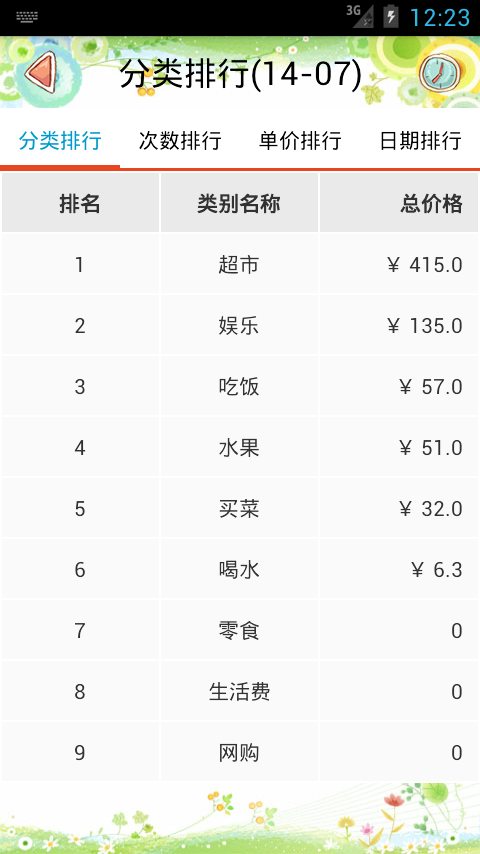 3G 12:23
分类排行(14-07)
分类排行 次数排行 单价排行 日期排行
排名 类别名称 总价格
1 超市 ¥ 415.0
2 娱乐 ¥ 135.0
3 吃饭 ¥ 57.0
4 水果 ¥ 51.0
5 买菜 ¥ 32.0
6 喝水 ¥ 6.3
7 零食 0
8 生活费 0
9 网购 0